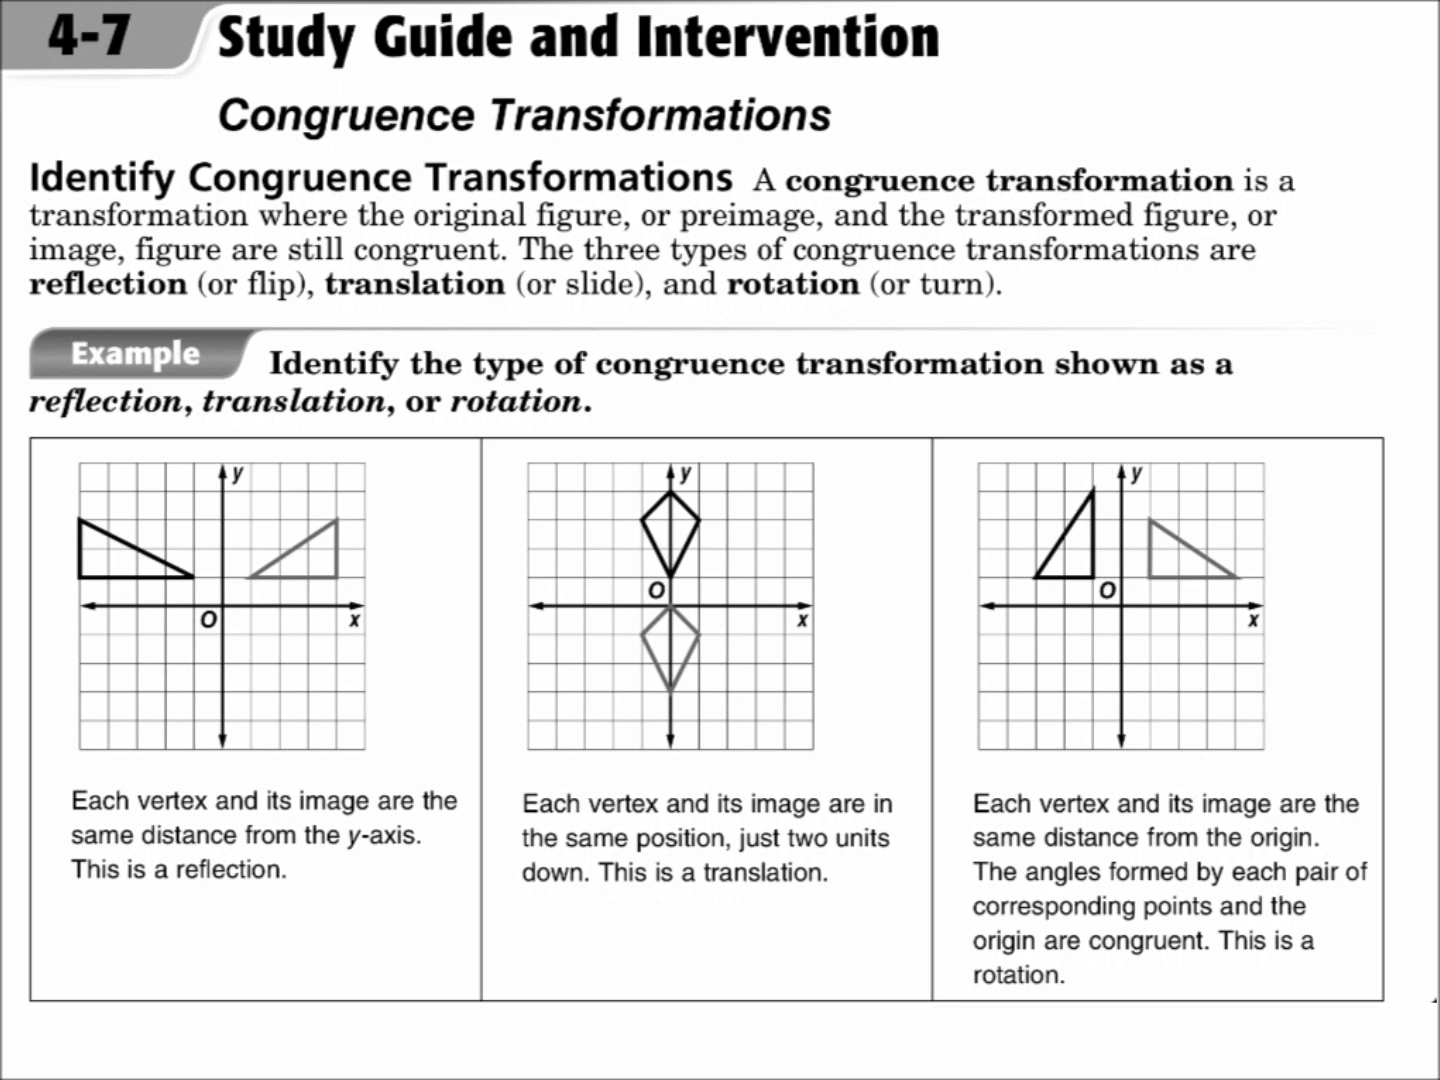 4-7 Study Guide and Intervention
Congruence Transformations
Identify Congruence Transformations A congruence transformation is a
transformation where the original figure, or preimage, and the transformed figure, or
image, figure are still congruent. The three types of congruence transformations are
reflection (or flip), translation (or slide), and rotation (or turn).
Example Identify the type of congruence transformation shown as a
reflection, translation, or rotation.
y
O
x
Each vertex and its image are the
same distance from the y-axis.
This is a reflection.
y
O
x
Each vertex and its image are in
the same position, just two units
down. This is a translation.
y
O
x
Each vertex and its image are the
same distance from the origin.
The angles formed by each pair of
corresponding points and the
origin are congruent. This is a
rotation.